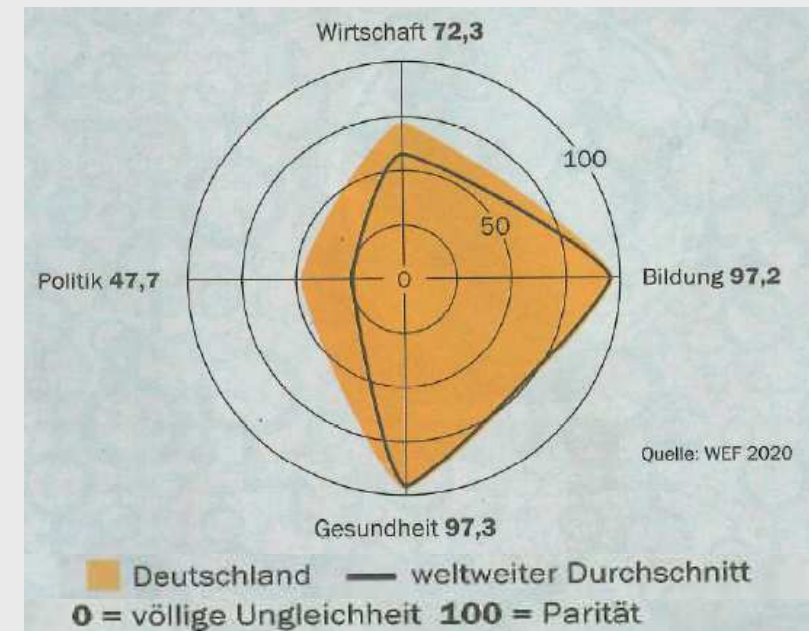 Wirtschaft 72,3
100
50
Politik 47,7
0
Bildung 97,2
Quelle: WEF 2020
Gesundheit 97,3
Deutschland weltweiter Durchschnitt
0 = völlige Ungleichheit 100 = Parität